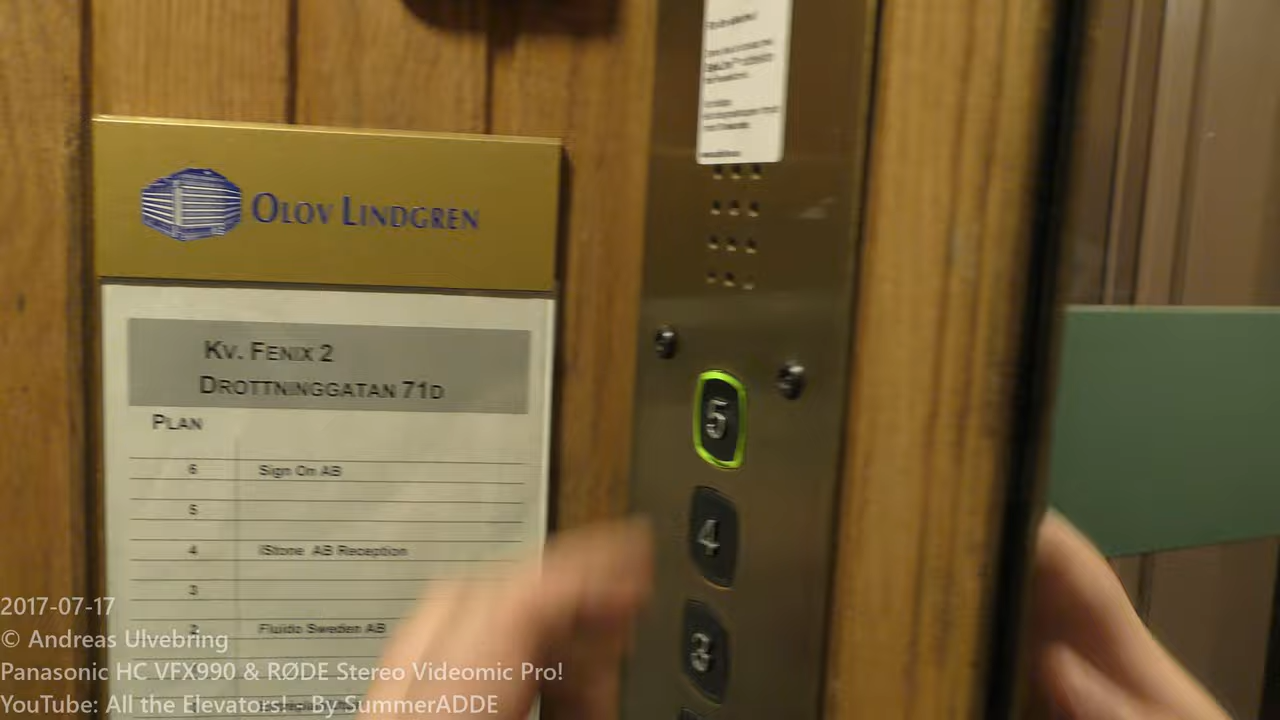 OLOV LINDGREN
KV. FENIX 2
DROTTNINGGATAN 71D
PLAN
6 Sign On AB
5
4 iStone AB Reception
3
2 Fluido Sweden AB
5
4
3
2017-07-17
© Andreas Ulvebring
Panasonic HC VFX990 & RØDE Stereo Videomic Pro!
YouTube: All the Elevators! - By SummerADDE